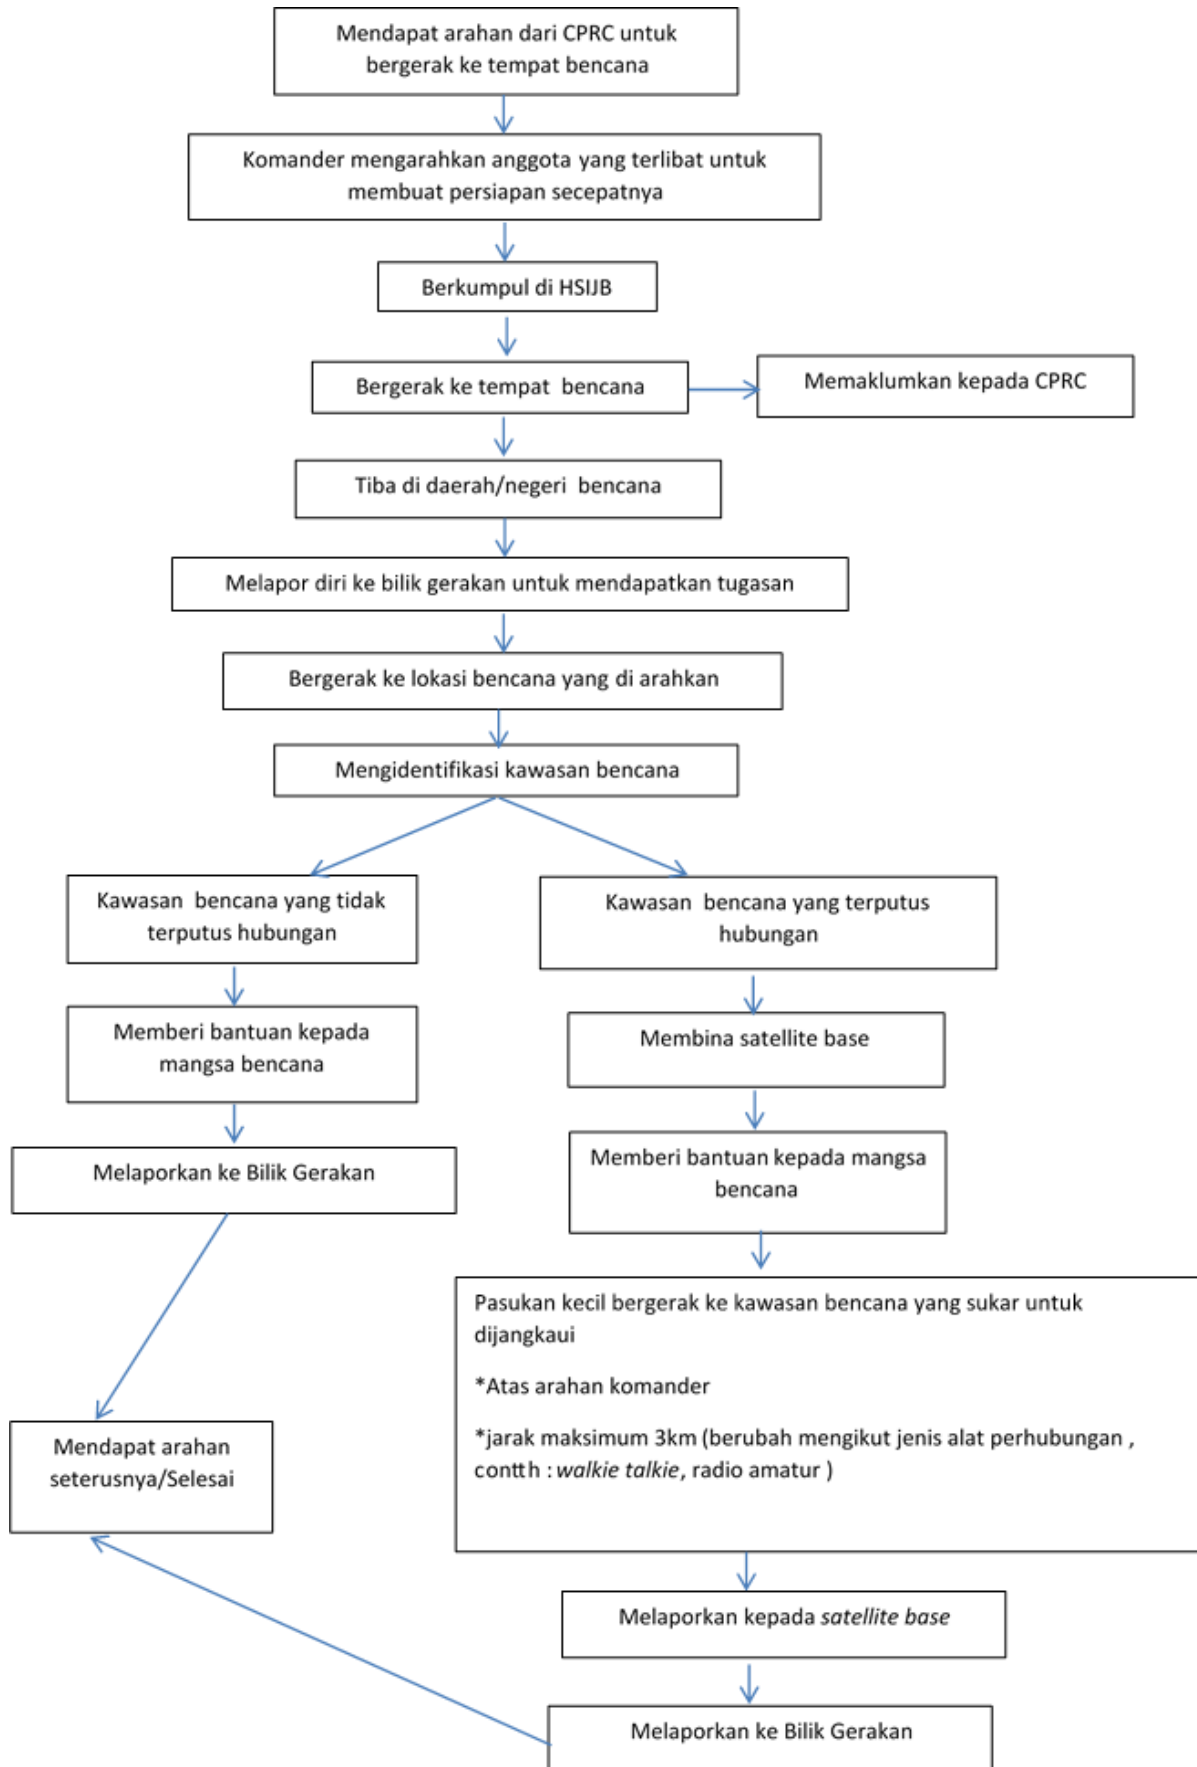 Mendapat arahan dari CPRC untuk
bergerak ke tempat bencana
Komander mengarahkan anggota yang terlibat untuk
membuat persiapan secepatnya
Berkumpul di HSIJB
Bergerak ke tempat bencana
Memaklumkan kepada CPRC
Tiba di daerah/negeri bencana
Melapor diri ke bilik gerakan untuk mendapatkan tugasan
Bergerak ke lokasi bencana yang di arahkan
Mengidentifikasi kawasan bencana
Kawasan bencana yang tidak
terputus hubungan
Memberi bantuan kepada
mangsa bencana
Melaporkan ke Bilik Gerakan
Kawasan bencana yang terputus
hubungan
Membina satellite base
Memberi bantuan kepada mangsa
bencana
Pasukan kecil bergerak ke kawasan bencana yang sukar untuk
dijangkaui
*Atas arahan komander
*jarak maksimum 3km (berubah mengikut jenis alat perhubungan ,
contth : walkie talkie, radio amatur )
Melaporkan kepada satellite base
Melaporkan ke Bilik Gerakan
Mendapat arahan
seterusnya/Selesai